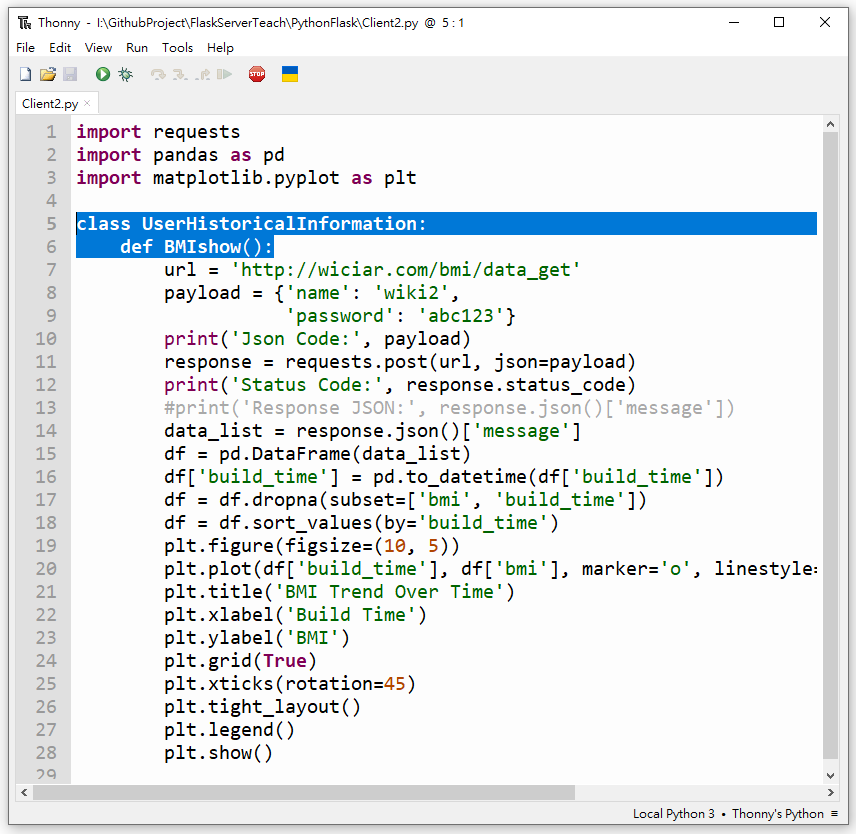 Thonny - I:\GithubProject\FlaskServerTeach\PythonFlask\Client2.py @ 5 : 1
File Edit View Run Tools Help
STOP
Client2.py ×
1 import requests
2 import pandas as pd
3 import matplotlib.pyplot as plt
4
5 class UserHistoricalInformation:
6     def BMIshow():
7         url = 'http://wiciar.com/bmi/data_get'
8         payload = {'name': 'wiki2',
9                    'password': 'abc123'}
10         print('Json Code:', payload)
11         response = requests.post(url, json=payload)
12         print('Status Code:', response.status_code)
13         #print('Response JSON:', response.json()['message'])
14         data_list = response.json()['message']
15         df = pd.DataFrame(data_list)
16         df['build_time'] = pd.to_datetime(df['build_time'])
17         df = df.dropna(subset=['bmi', 'build_time'])
18         df = df.sort_values(by='build_time')
19         plt.figure(figsize=(10, 5))
20         plt.plot(df['build_time'], df['bmi'], marker='o', linestyle=
21         plt.title('BMI Trend Over Time')
22         plt.xlabel('Build Time')
23         plt.ylabel('BMI')
24         plt.grid(True)
25         plt.xticks(rotation=45)
26         plt.tight_layout()
27         plt.legend()
28         plt.show()
29
Local Python 3 • Thonny's Python ≡